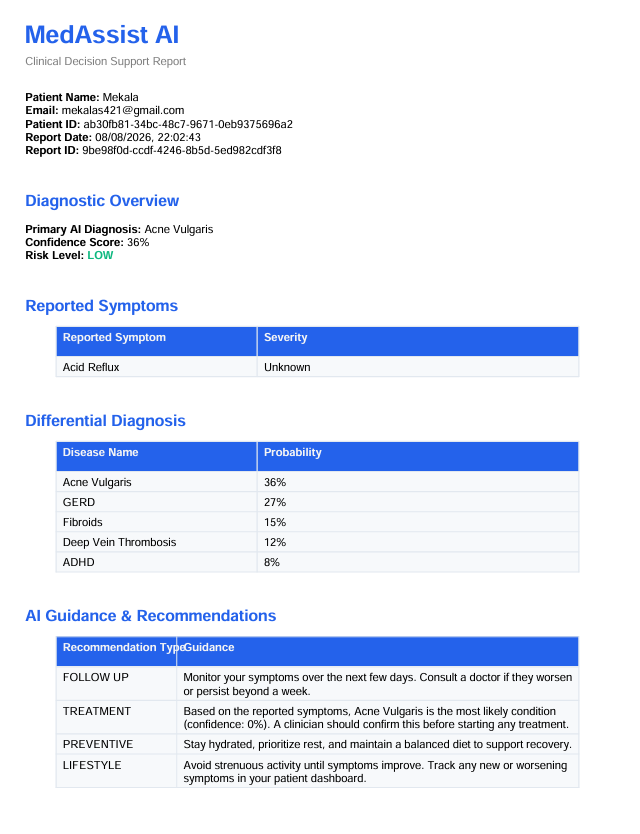 MedAssist AI
Clinical Decision Support Report
Patient Name: Mekala
Email: mekalas421@gmail.com
Patient ID: ab30fb81-34bc-48c7-9671-0eb9375696a2
Report Date: 08/08/2026, 22:02:43
Report ID: 9be98f0d-ccdf-4246-8b5d-5ed982cdf3f8
Diagnostic Overview
Primary AI Diagnosis: Acne Vulgaris
Confidence Score: 36%
Risk Level: LOW
Reported Symptoms
Reported Symptom Severity
Acid Reflux Unknown
Differential Diagnosis
Disease Name Probability
Acne Vulgaris 36%
GERD 27%
Fibroids 15%
Deep Vein Thrombosis 12%
ADHD 8%
AI Guidance & Recommendations
Recommendation Type Guidance
FOLLOW UP Monitor your symptoms over the next few days. Consult a doctor if they worsen
or persist beyond a week.
TREATMENT Based on the reported symptoms, Acne Vulgaris is the most likely condition
(confidence: 0%). A clinician should confirm this before starting any treatment.
PREVENTIVE Stay hydrated, prioritize rest, and maintain a balanced diet to support recovery.
LIFESTYLE Avoid strenuous activity until symptoms improve. Track any new or worsening
symptoms in your patient dashboard.